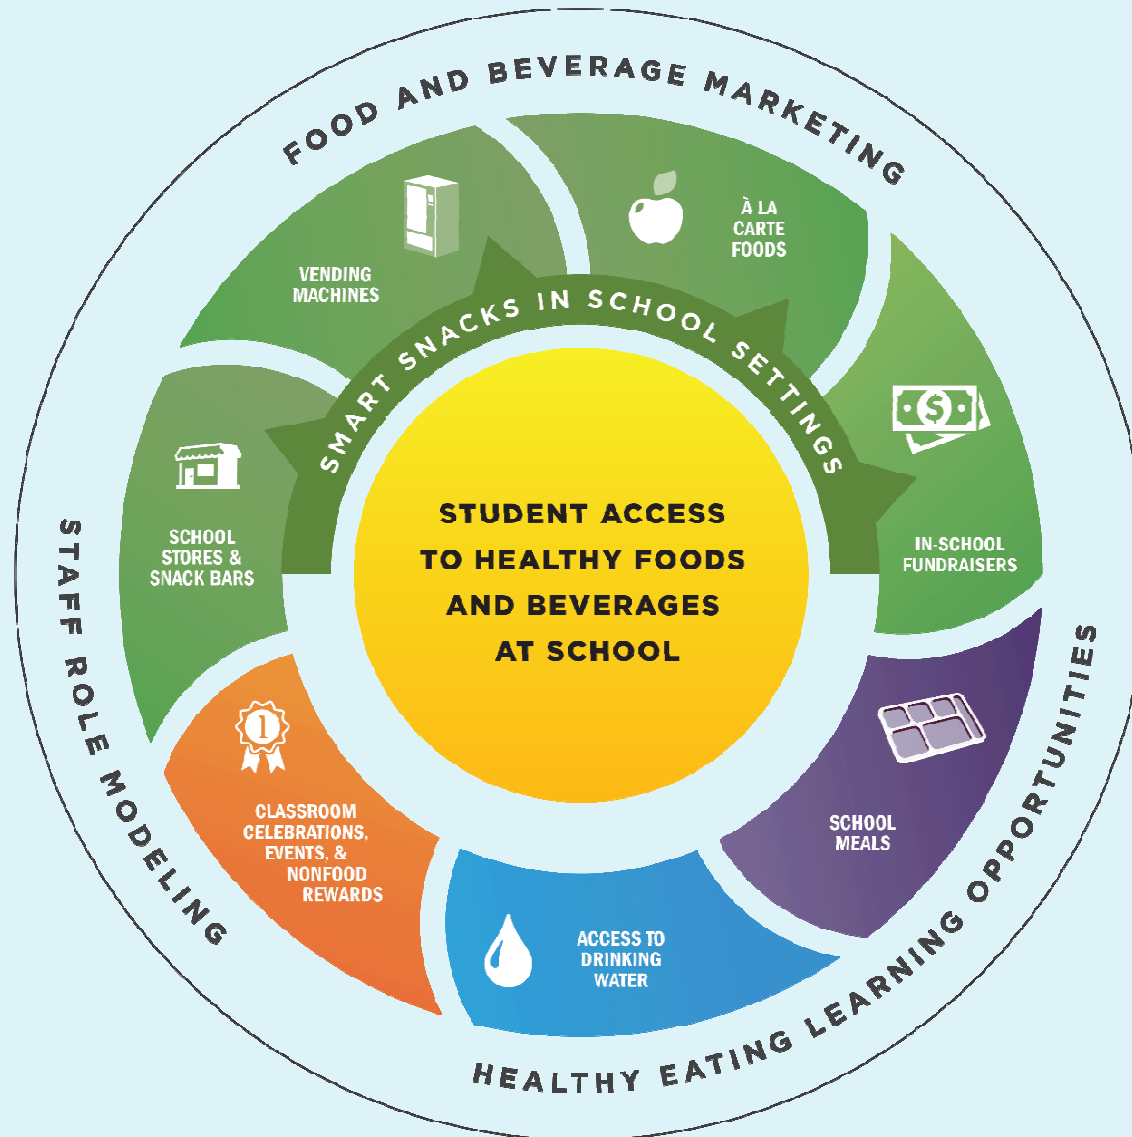 FOOD AND BEVERAGE MARKETING
À LA
CARTE
FOODS
VENDING
MACHINES
SMART SNACKS IN SCHOOL SETTINGS
SCHOOL
STORES &
SNACK BARS
IN-SCHOOL
FUNDRAISERS
STUDENT ACCESS
TO HEALTHY FOODS
AND BEVERAGES
AT SCHOOL
1
CLASSROOM
CELEBRATIONS,
EVENTS, &
NONFOOD
REWARDS
SCHOOL
MEALS
ACCESS TO
DRINKING
WATER
$
STAFF ROLE MODELING
HEALTHY EATING LEARNING OPPORTUNITIES